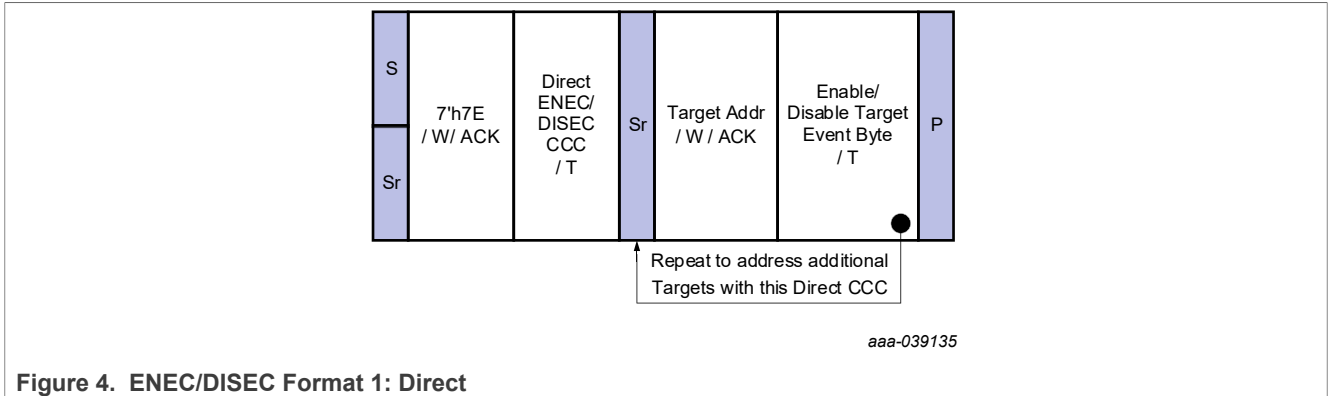 S
Sr
7'h7E
/ W/ ACK
Direct
ENEC/
DISEC
CCC
/ T
Sr
Target Addr
/ W / ACK
Enable/
Disable Target
Event Byte
/ T
P
Repeat to address additional
Targets with this Direct CCC
aaa-039135
Figure 4. ENEC/DISEC Format 1: Direct